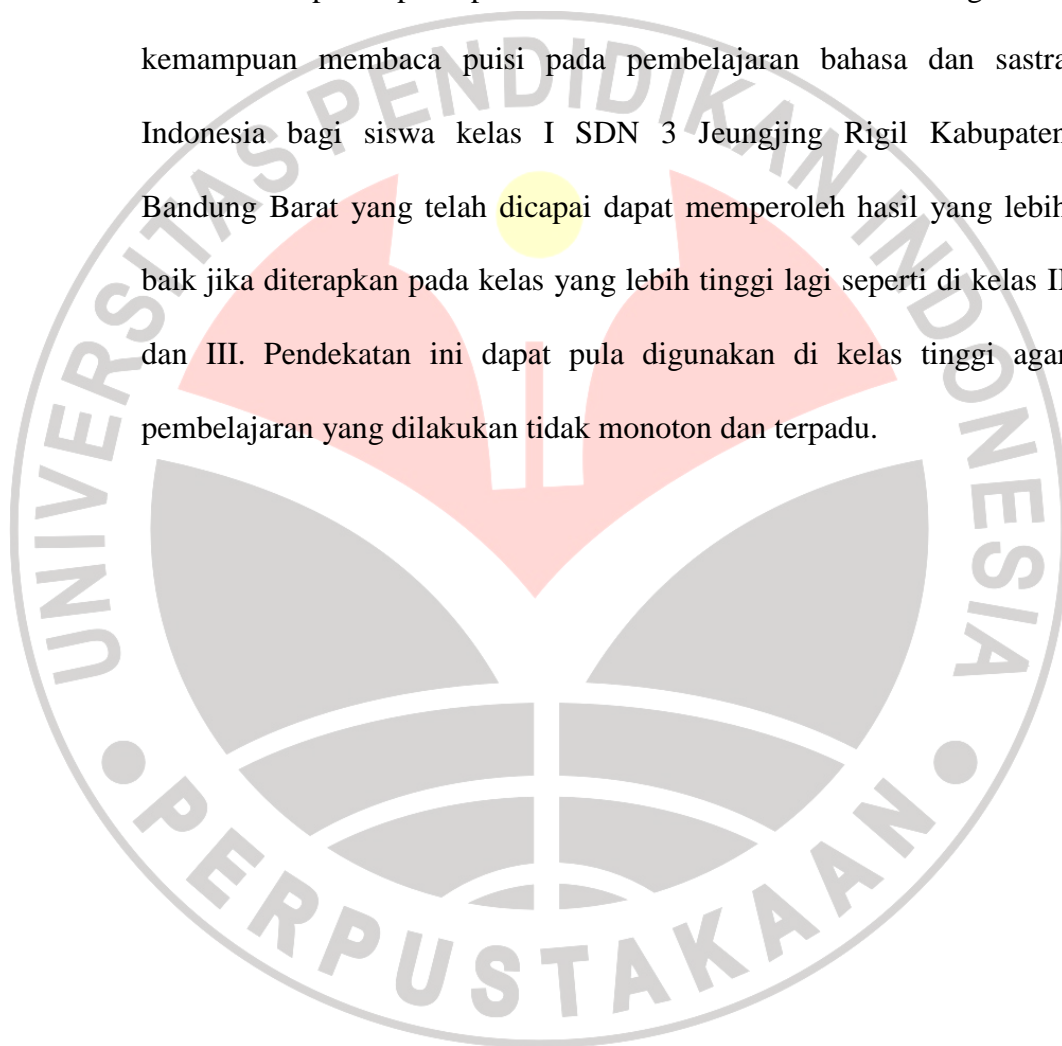 kemampuan membaca puisi pada pembelajaran bahasa dan sastra
Indonesia bagi siswa kelas I SDN 3 Jeungjing Rigil Kabupaten
Bandung Barat yang telah dicapai dapat memperoleh hasil yang lebih
baik jika diterapkan pada kelas yang lebih tinggi lagi seperti di kelas II
dan III. Pendekatan ini dapat pula digunakan di kelas tinggi agar
pembelajaran yang dilakukan tidak monoton dan terpadu.
UNIVERSITAS PENDIDIKAN INDONESIA
PERPUSTAKAAN